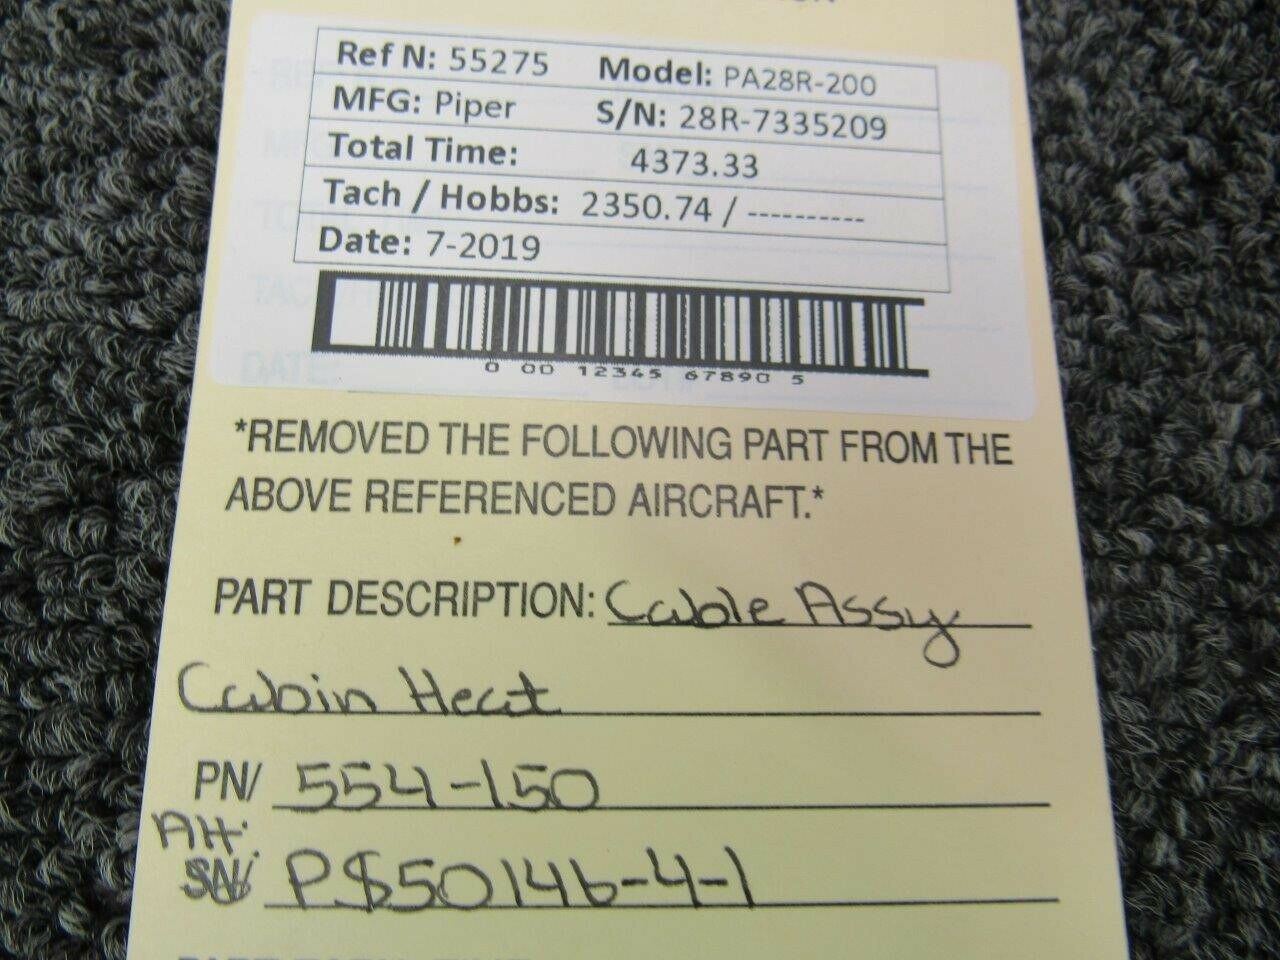 Ref N: 55275 Model: PA28R-200
MFG: Piper S/N: 28R-7335209
Total Time: 4373.33
Tach / Hobbs: 2350.74 / ----------
Date: 7-2019
0 00 12345 67890 5
DATE:
*REMOVED THE FOLLOWING PART FROM THE
ABOVE REFERENCED AIRCRAFT.*
PART DESCRIPTION: Cable Assy
Cabin Heat
PN/ 554-150
Alt.
SN/ PS50146-4-1